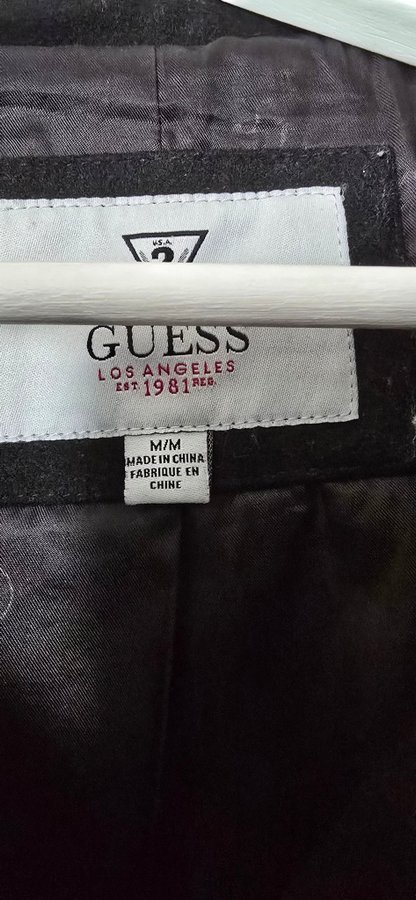 U.S.A.
?
GUESS
LOS ANGELES
EST. 1981 REG.
M/M
MADE IN CHINA
FABRIQUE EN
CHINE